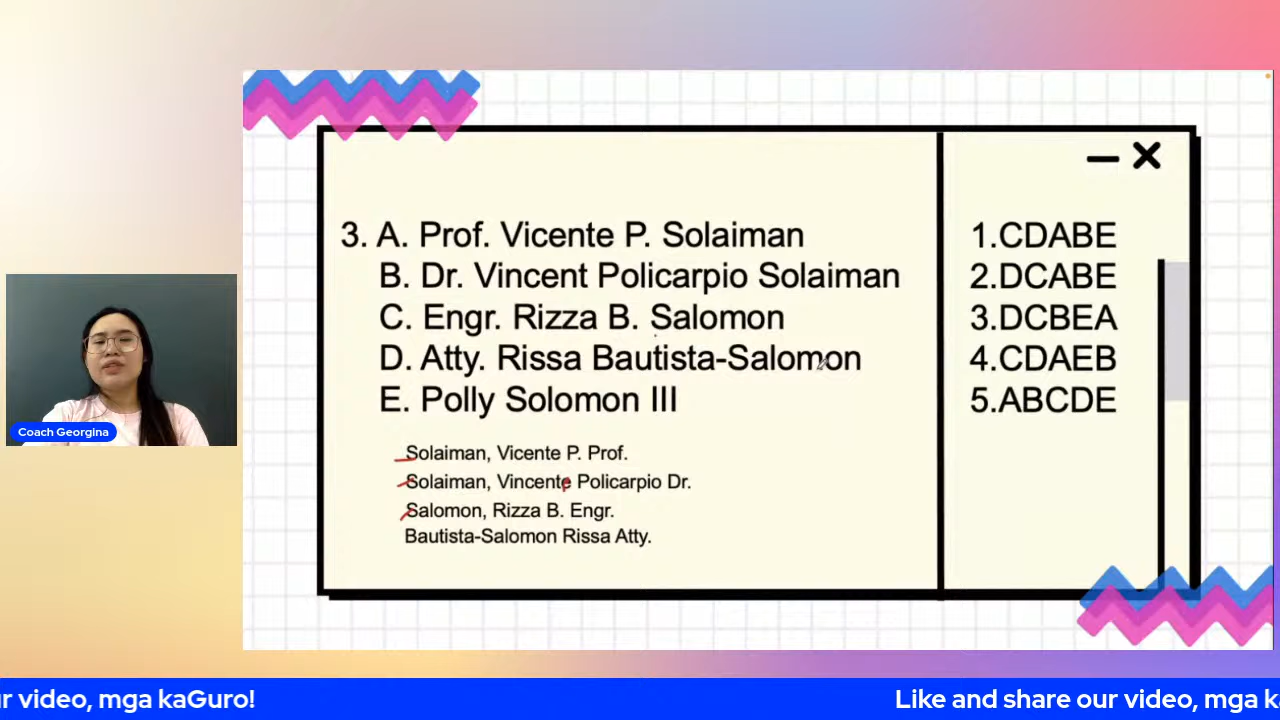 3. A. Prof. Vicente P. Solaiman
B. Dr. Vincent Policarpio Solaiman
C. Engr. Rizza B. Salomon
D. Atty. Rissa Bautista-Salomon
E. Polly Solomon III
Solaiman, Vicente P. Prof.
Solaiman, Vincente Policarpio Dr.
Salomon, Rizza B. Engr.
Bautista-Salomon Rissa Atty.
1.CDABE
2.DCABE
3.DCBEA
4.CDAEB
5.ABCDE
Coach Georgina
ur video, mga kaGuro!
Like and share our video, mga k